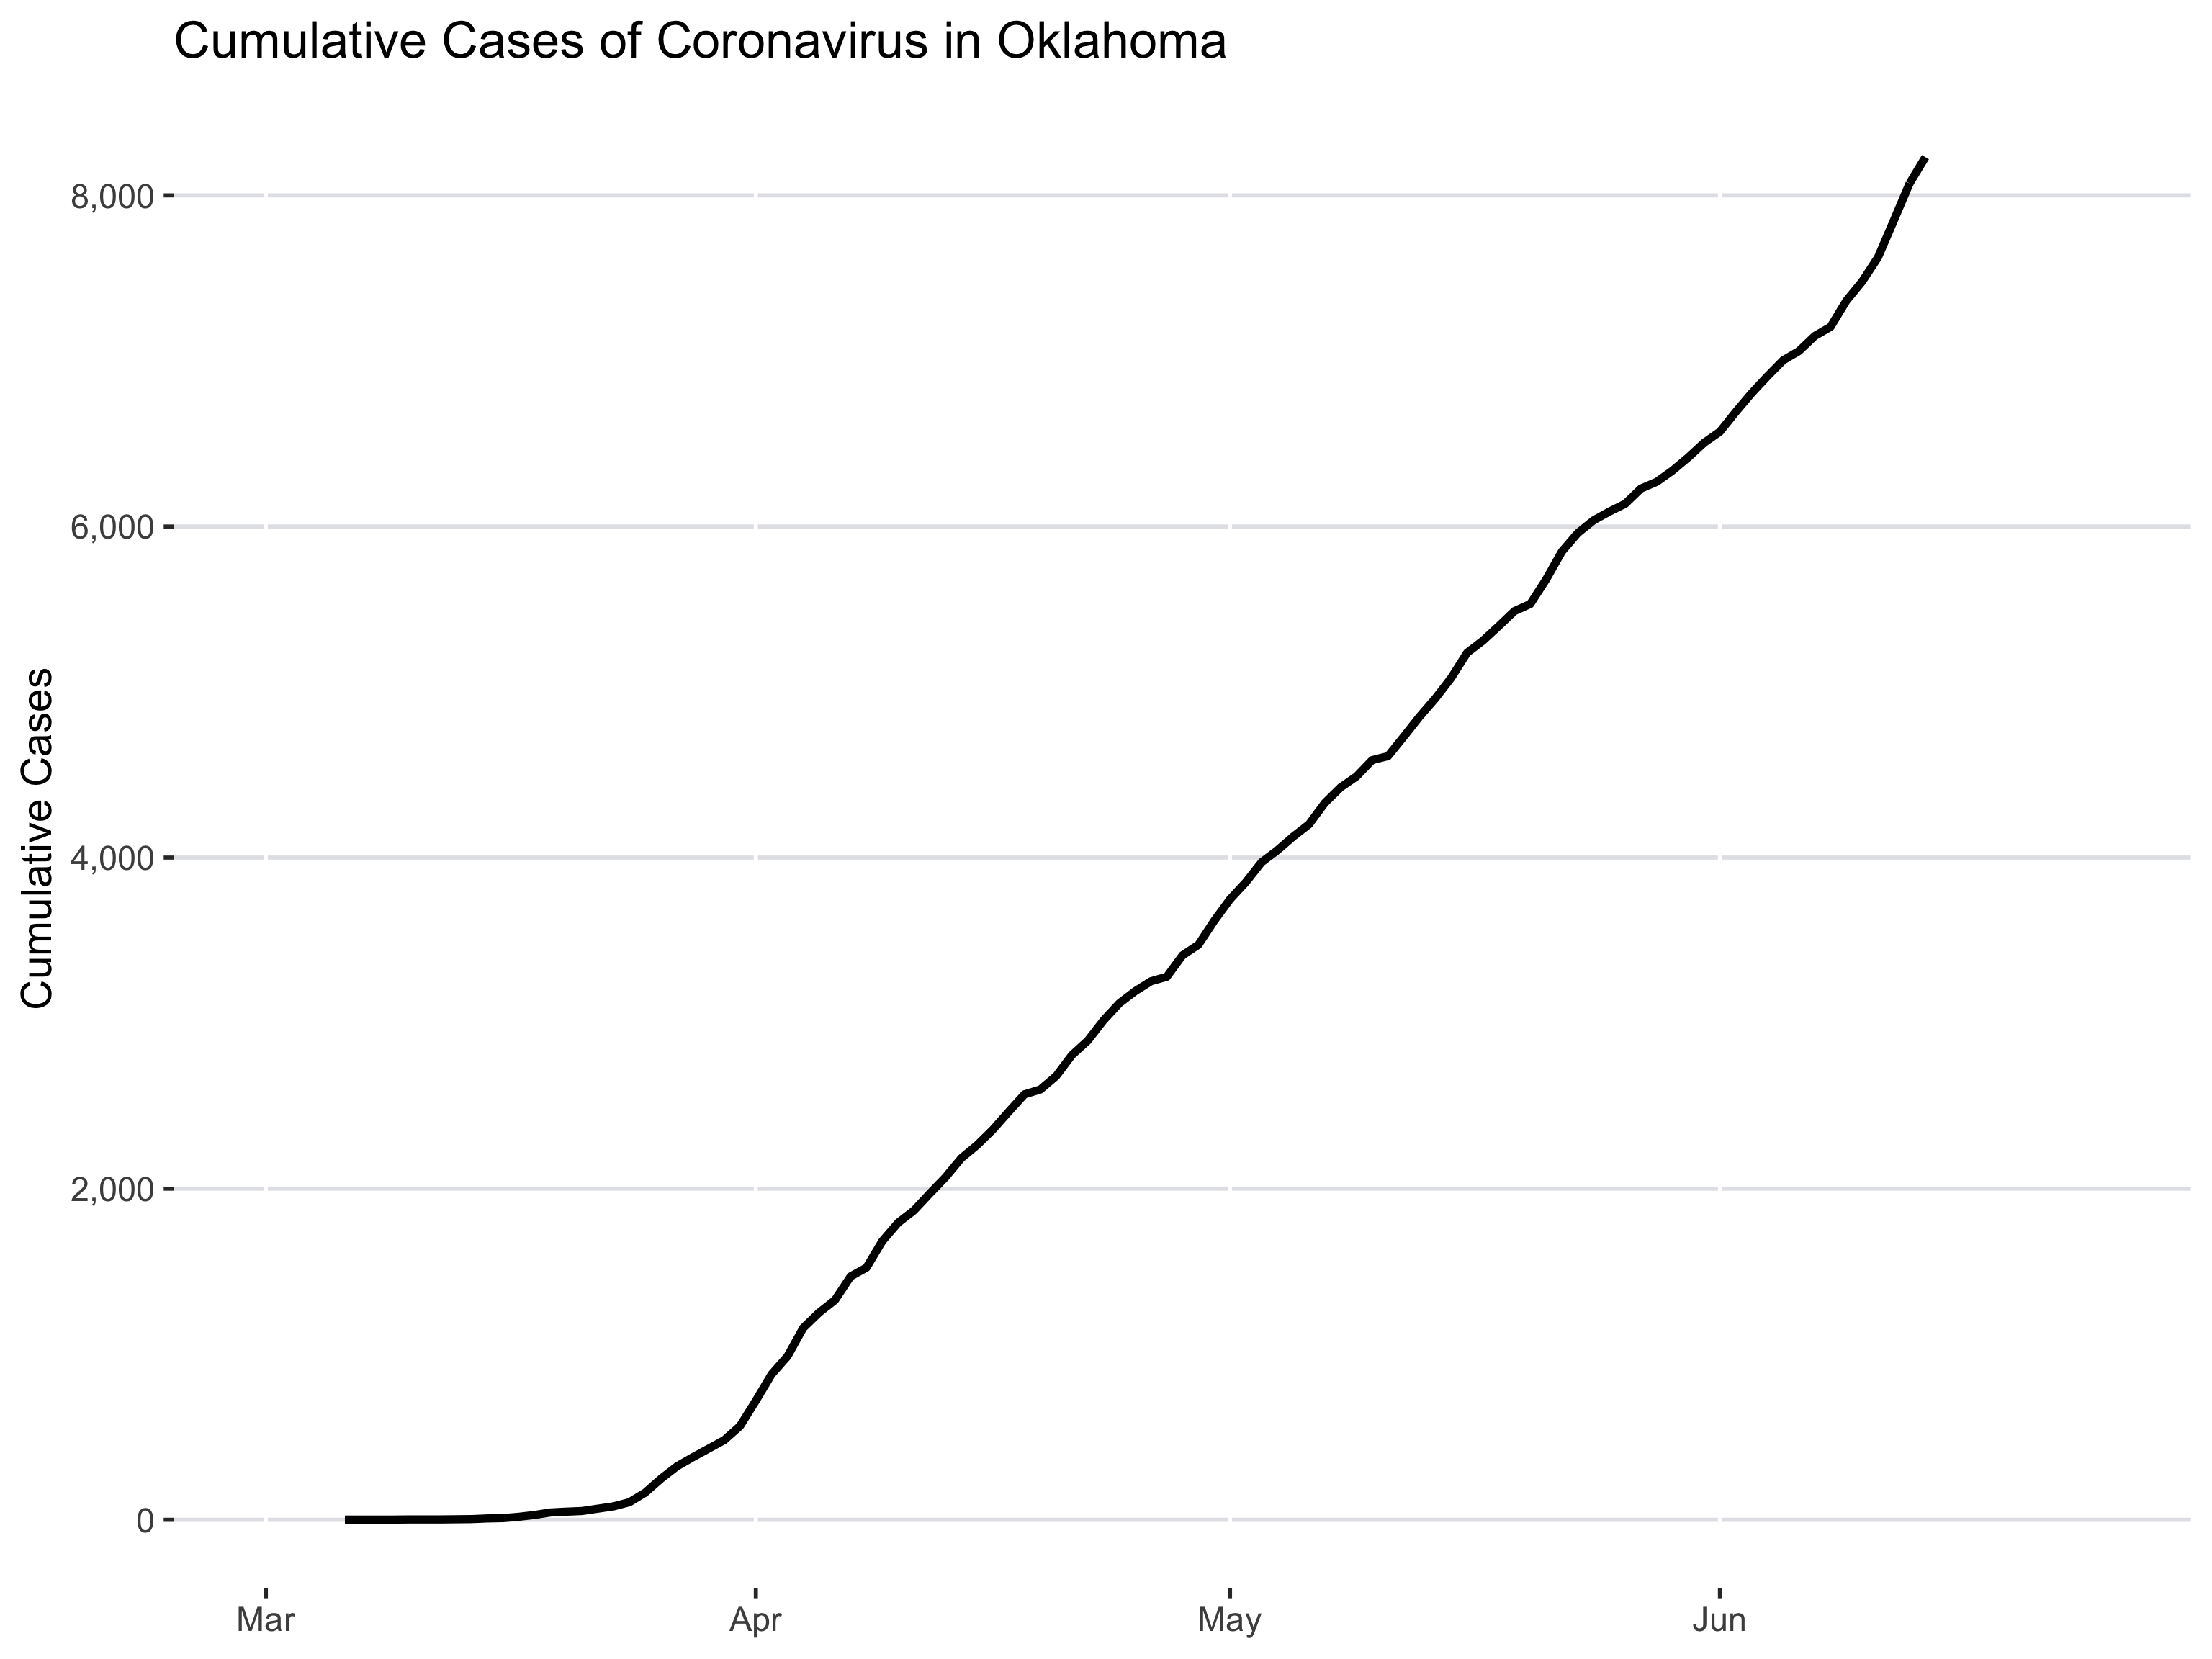 Cumulative Cases of Coronavirus in Oklahoma
Cumulative Cases
8,000
6,000
4,000
2,000
0
Mar Apr May Jun